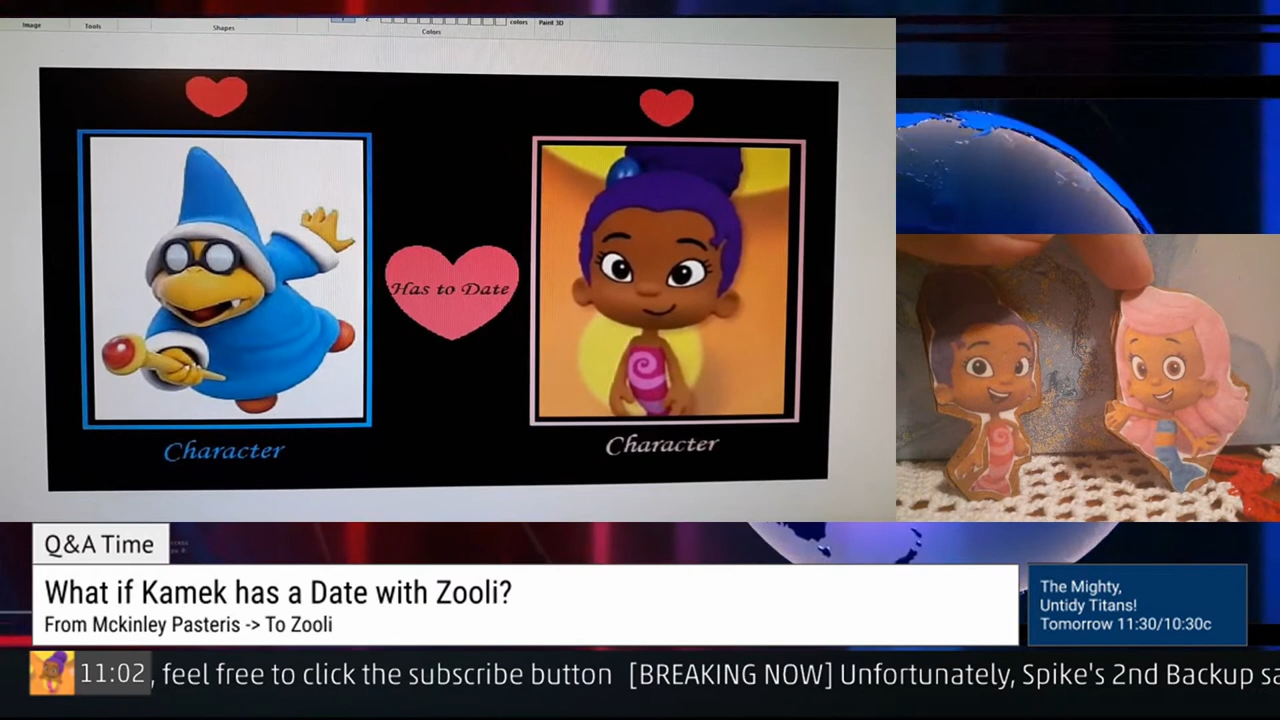 Image
Tools
Shapes
Colors
colors
Paint 3D
Has to Date
Character
Character
Q&A Time
What if Kamek has a Date with Zooli?
From Mckinley Pasteris -> To Zooli
The Mighty,
Untidy Titans!
Tomorrow 11:30/10:30c
11:02 , feel free to click the subscribe button [BREAKING NOW] Unfortunately, Spike's 2nd Backup sa